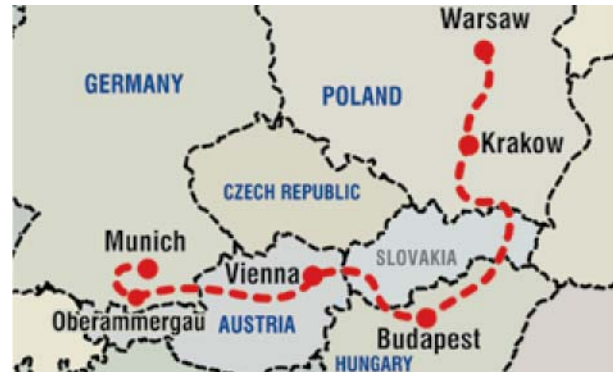 Warsaw
GERMANY
POLAND
Krakow
CZECH REPUBLIC
Munich
Vienna
SLOVAKIA
Oberammergau
AUSTRIA
Budapest
HUNGARY